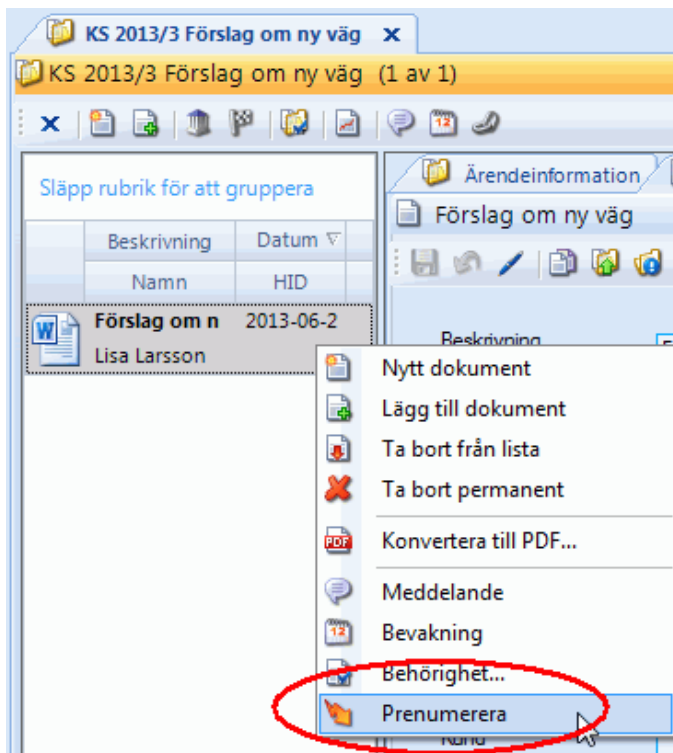 KS 2013/3 Förslag om ny väg
KS 2013/3 Förslag om ny väg (1 av 1)
12
Släpp rubrik för att gruppera
Ärendeinformation
Förslag om ny väg
Beskrivning Datum
Namn HID
Förslag om n 2013-06-2
Lisa Larsson
Beskrivning
Nytt dokument
Lägg till dokument
Ta bort från lista
Ta bort permanent
PDF Konvertera till PDF...
Meddelande
12 Bevakning
Behörighet...
Prenumerera